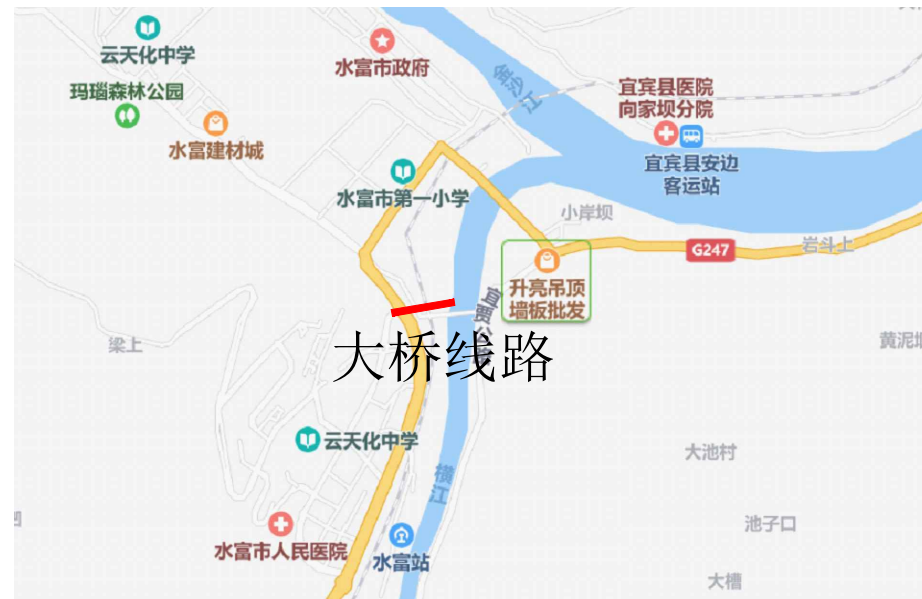 云天化中学
水富市政府
金沙江
宜宾县医院
向家坝分院
玛瑙森林公园
水富建材城
宜宾县安边
客运站
水富市第一小学
小岸坝
G247
岩斗上
升亮吊顶
墙板批发
宜贾公路
梁上
大桥线路
云天化中学
大池村
横江
池子口
水富市人民医院
水富站
大槽